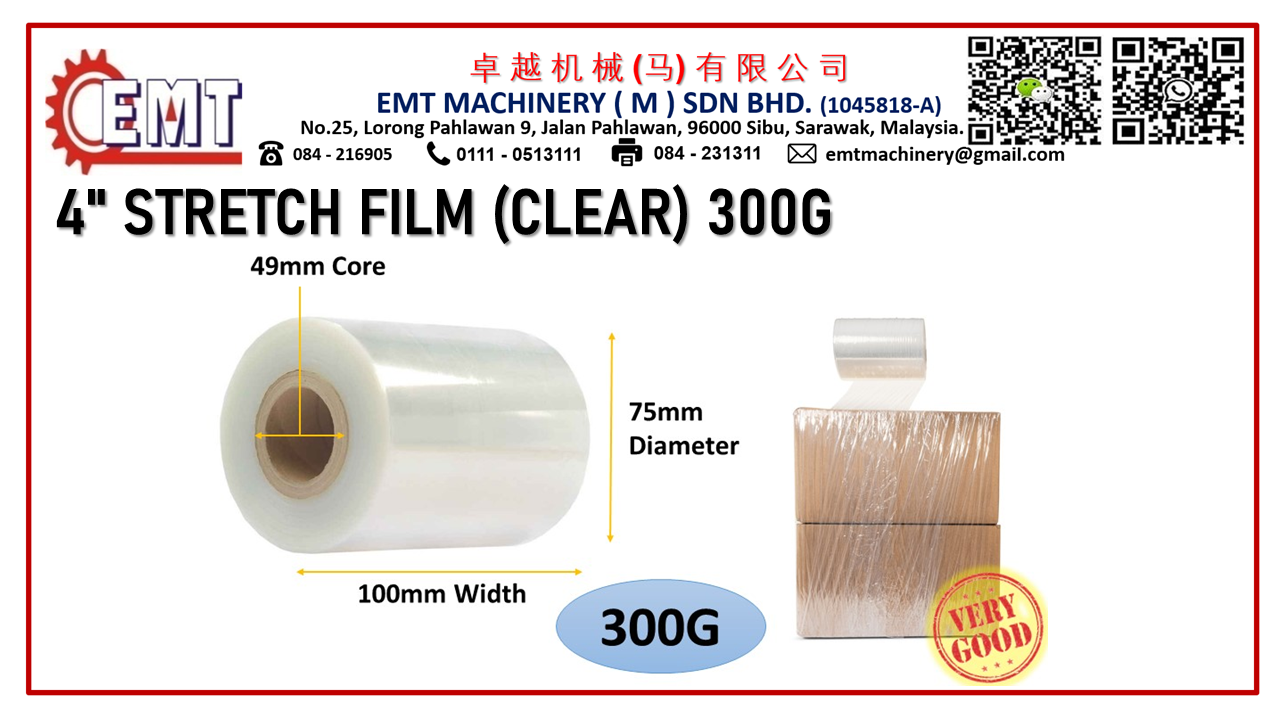 EMT
卓越机械(马)有限公司
EMT MACHINERY ( M ) SDN BHD. (1045818-A)
No.25, Lorong Pahlawan 9, Jalan Pahlawan, 96000 Sibu, Sarawak, Malaysia.
084 - 216905 0111 - 0513111 084 - 231311 emtmachinery@gmail.com
4" STRETCH FILM (CLEAR) 300G
49mm Core
75mm
Diameter
100mm Width
300G
VERY
GOOD